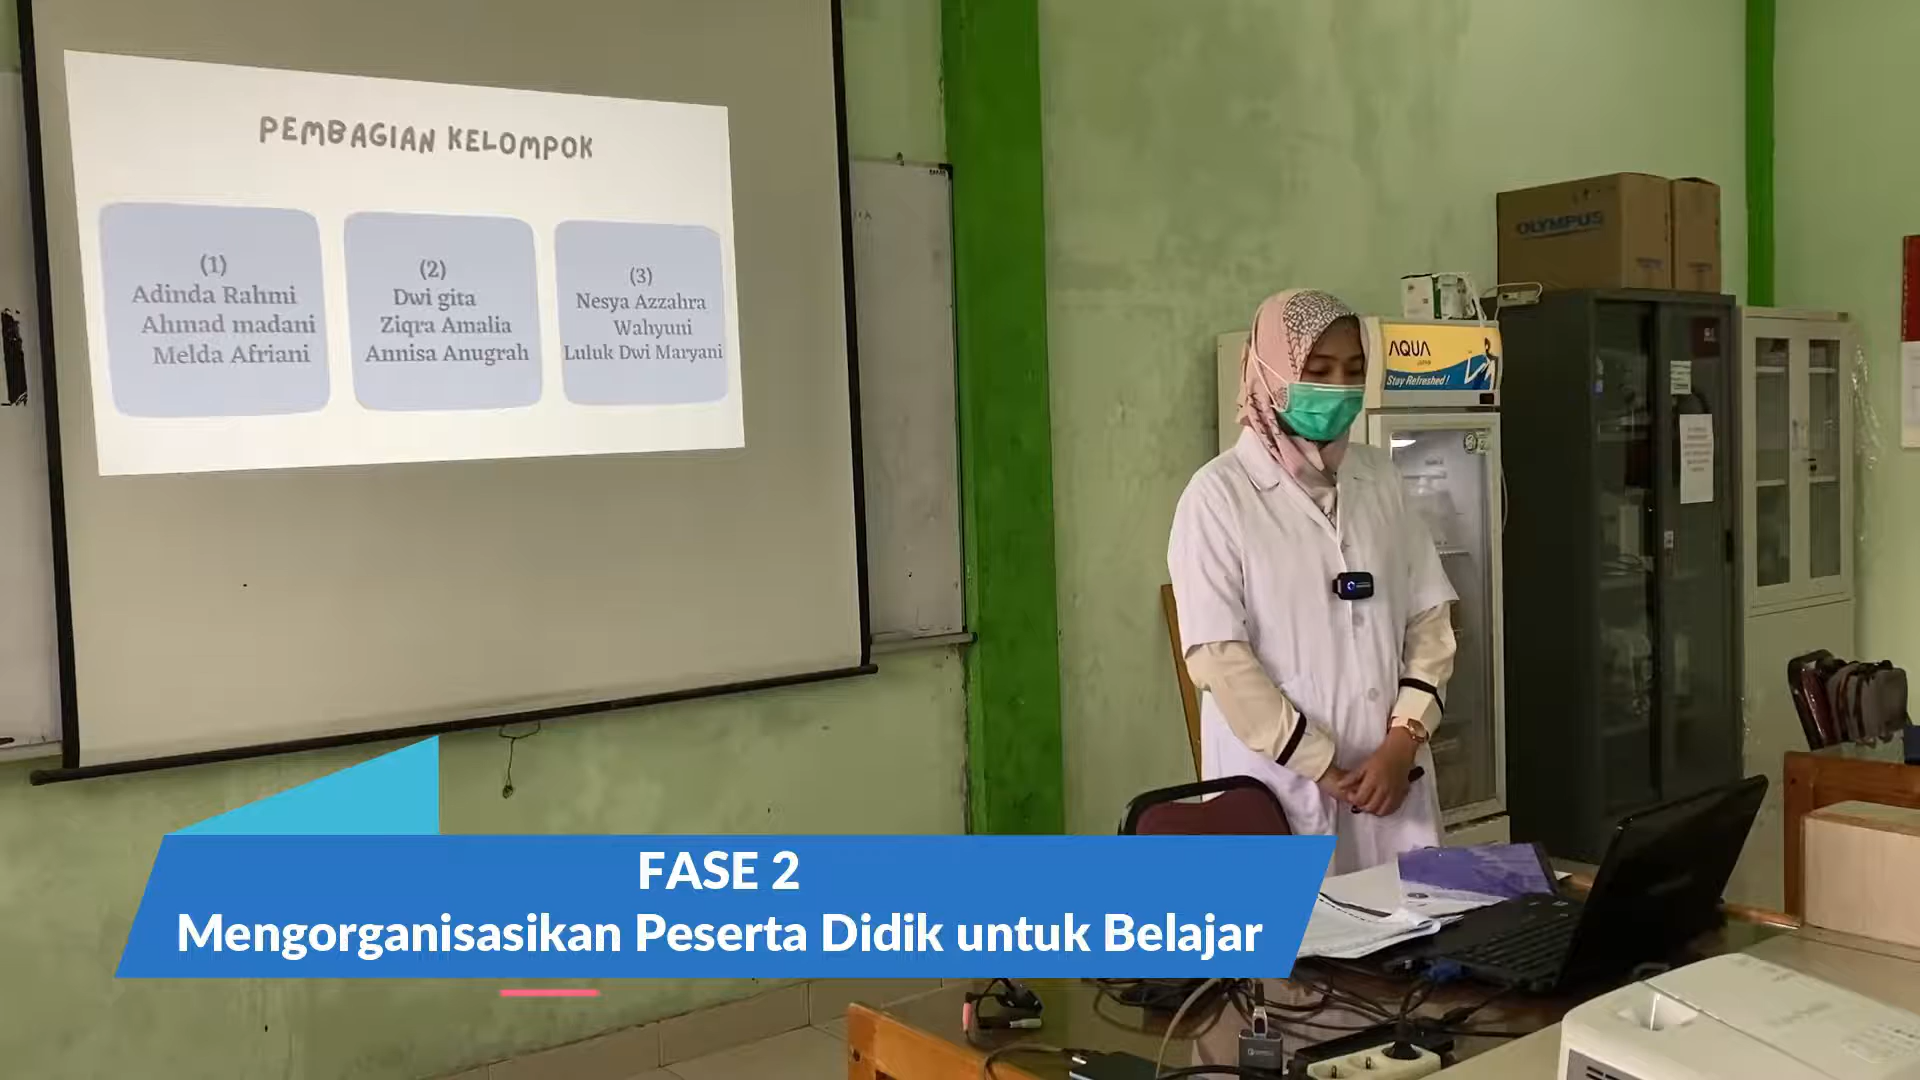 PEMBAGIAN KELOMPOK
(1)
Adinda Rahmi
Ahmad madani
Melda Afriani
(2)
Dwi gita
Ziqra Amalia
Annisa Anugrah
(3)
Nesya Azzahra
Wahyuni
Luluk Dwi Maryani
OLYMPUS
AQUA
JAPAN
Stay Refreshed!
FASE 2
Mengorganisasikan Peserta Didik untuk Belajar